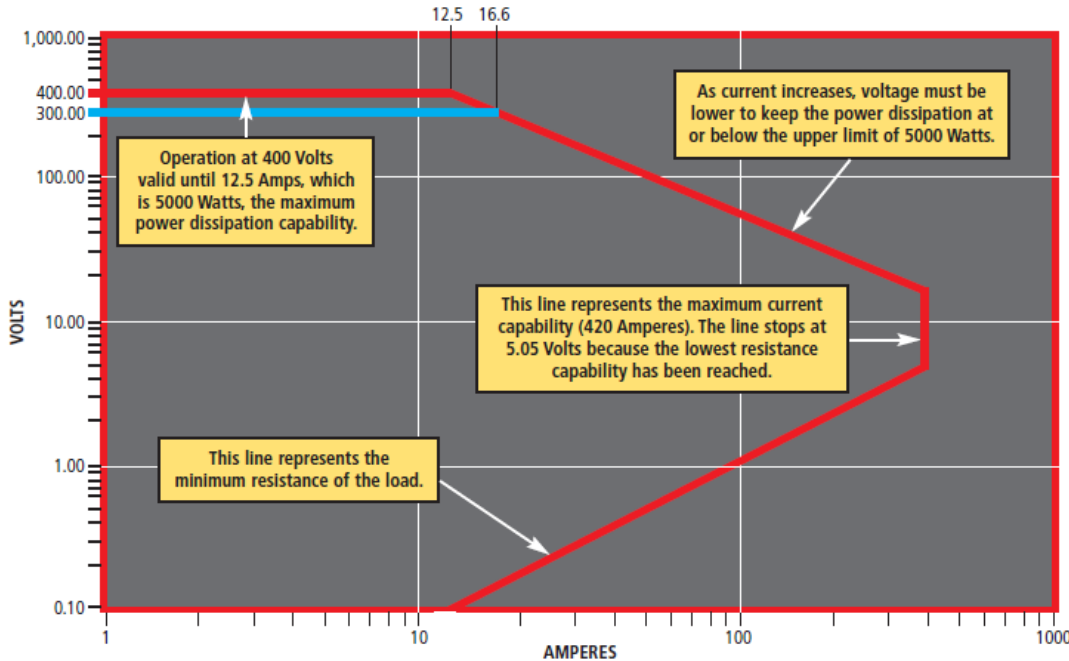 12.5 16.6
1,000.00
400.00
300.00
100.00
10.00
1.00
0.10
VOLTS
As current increases, voltage must be
lower to keep the power dissipation at
or below the upper limit of 5000 Watts.
Operation at 400 Volts
valid until 12.5 Amps, which
is 5000 Watts, the maximum
power dissipation capability.
This line represents the maximum current
capability (420 Amperes). The line stops at
5.05 Volts because the lowest resistance
capability has been reached.
This line represents the
minimum resistance of the load.
1 10 100 1000
AMPERES